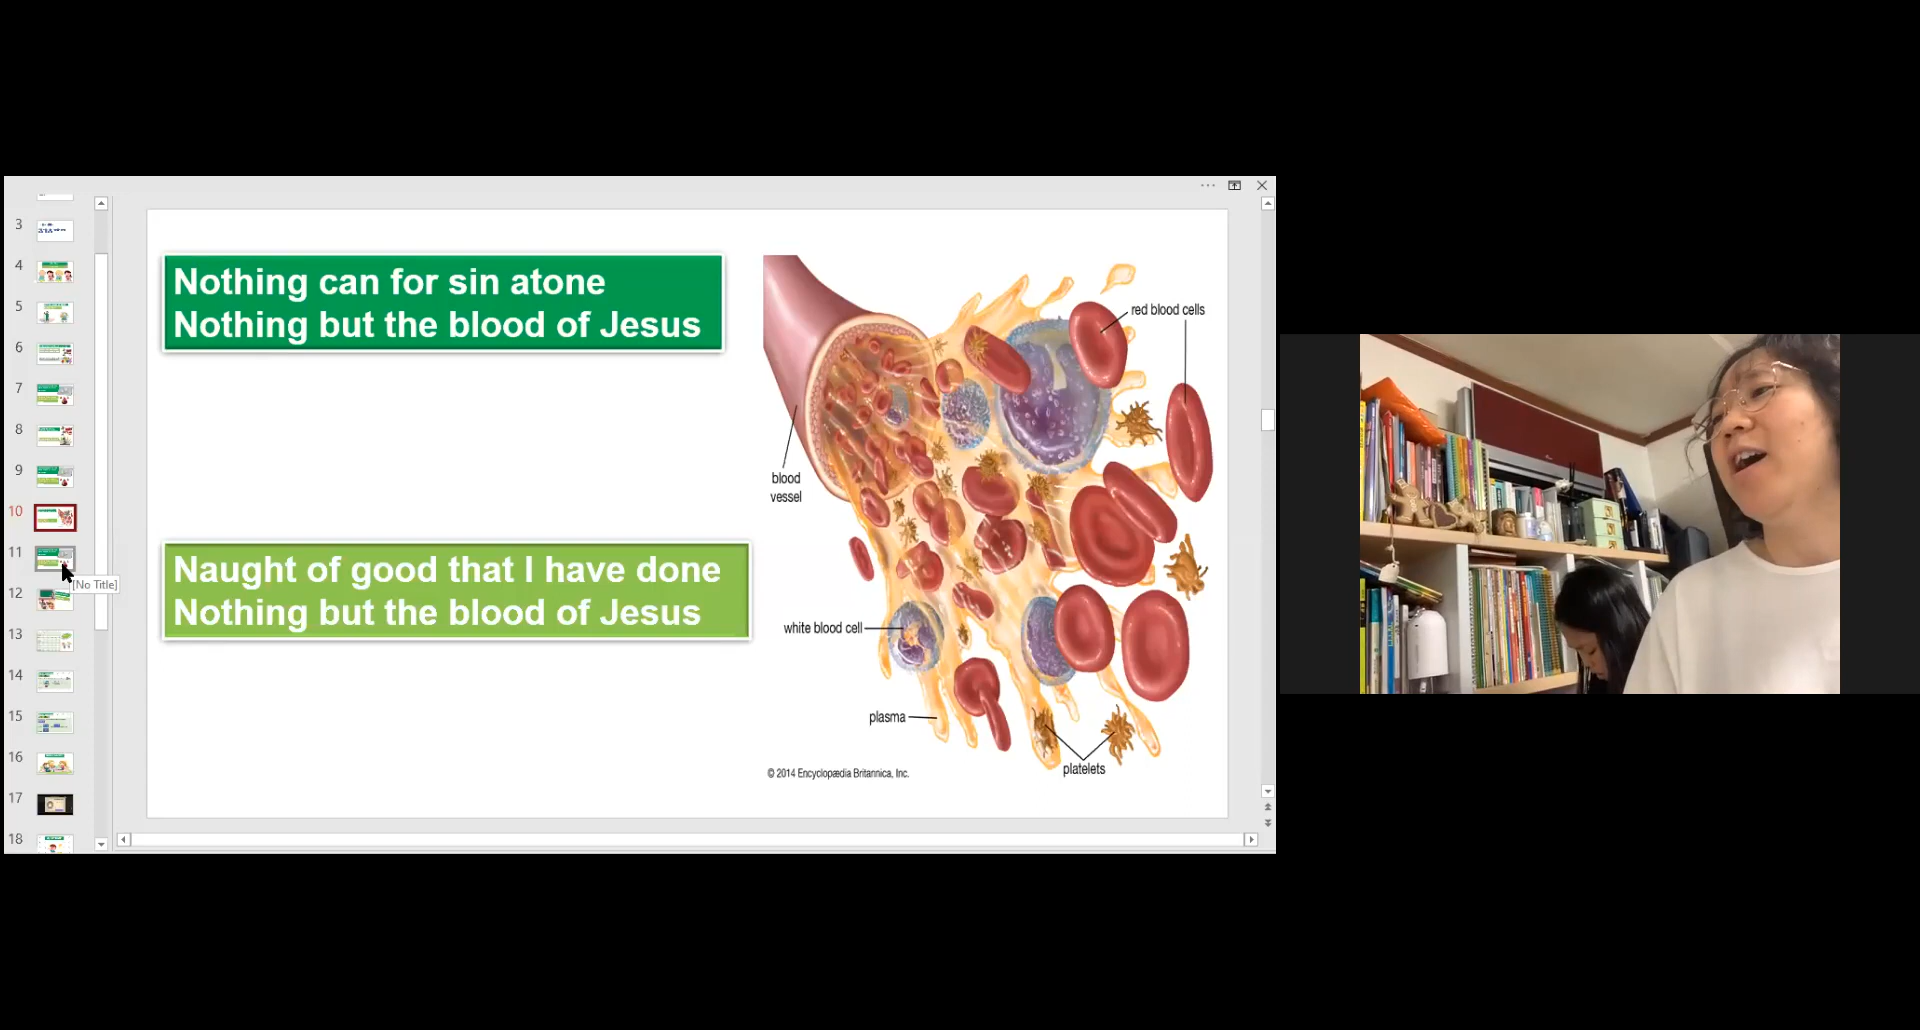 3
4
5
6
7
8
9
10
11
12
13
14
15
16
17
18
[No Title]
Nothing can for sin atone
Nothing but the blood of Jesus
Naught of good that I have done
Nothing but the blood of Jesus
red blood cells
blood
vessel
white blood cell
plasma
platelets
© 2014 Encyclopædia Britannica, Inc.